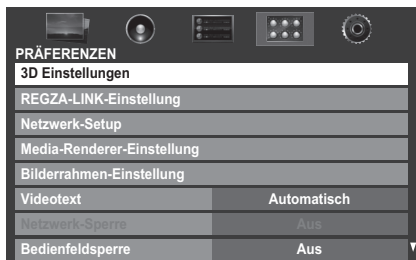 PRÄFERENZEN
3D Einstellungen
REGZA-LINK-Einstellung
Netzwerk-Setup
Media-Renderer-Einstellung
Bilderrahmen-Einstellung
Videotext Automatisch
Netzwerk-Sperre Aus
Bedienfeldsperre Aus